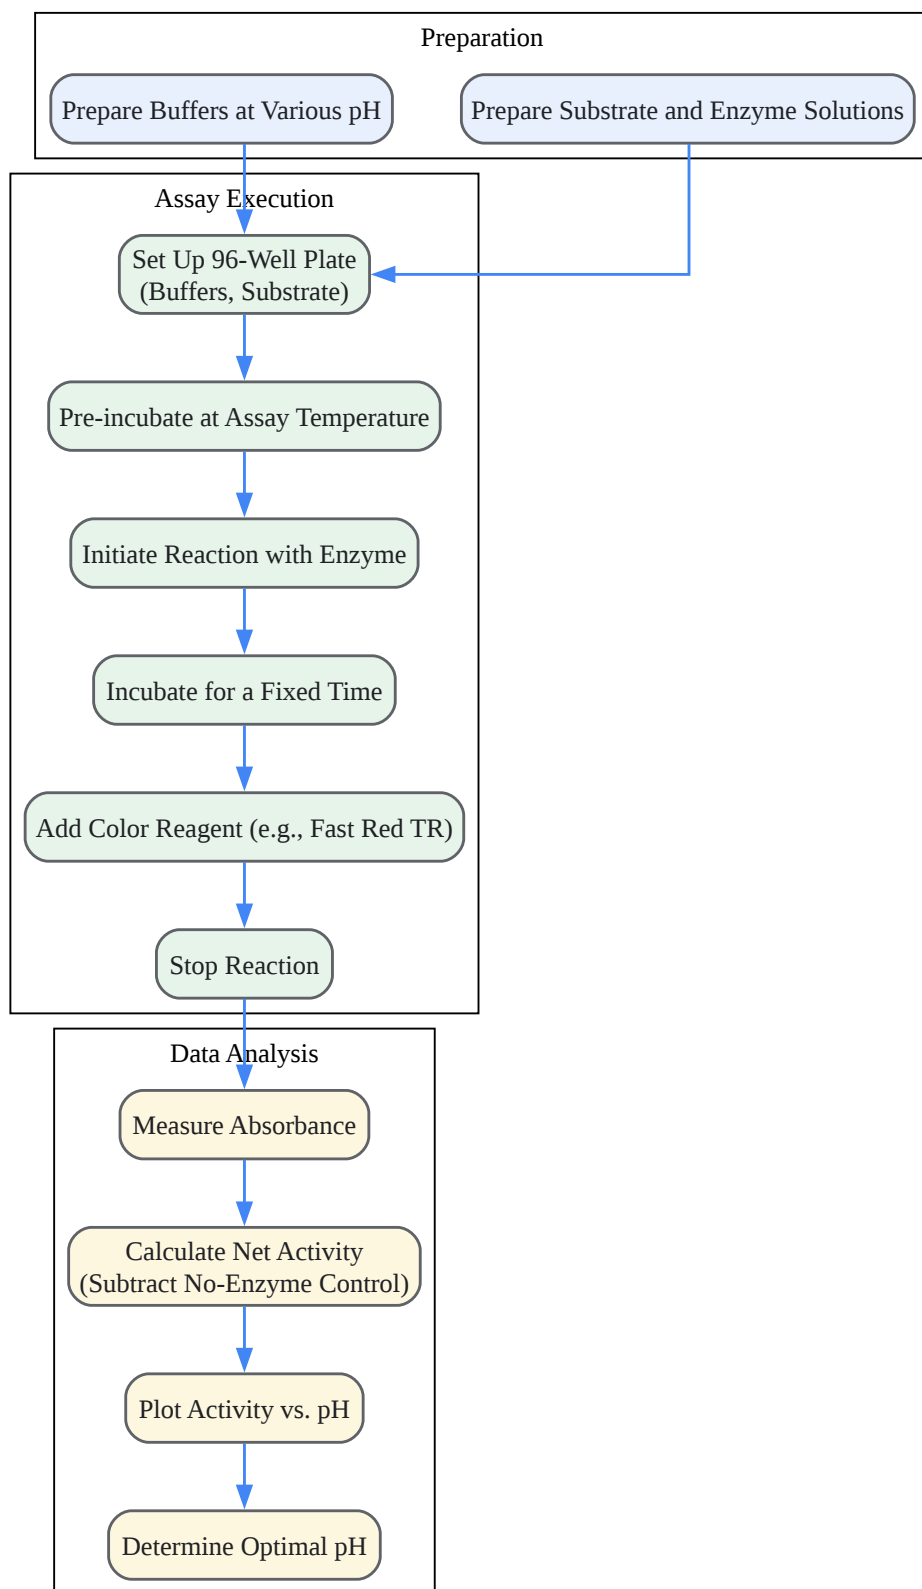 Preparation
Prepare Buffers at Various pH
Prepare Substrate and Enzyme Solutions
Assay Execution
Set Up 96-Well Plate
(Buffers, Substrate)
Pre-incubate at Assay Temperature
Initiate Reaction with Enzyme
Incubate for a Fixed Time
Add Color Reagent (e.g., Fast Red TR)
Stop Reaction
Data Analysis
Measure Absorbance
Calculate Net Activity
(Subtract No-Enzyme Control)
Plot Activity vs. pH
Determine Optimal pH